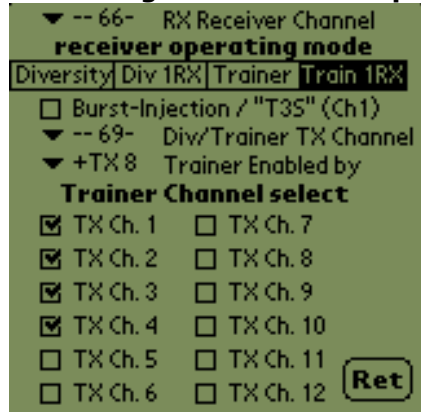 -- 66- RX Receiver Channel
receiver operating mode
Diversity Div 1RX Trainer Train 1RX
Burst-Injection / "T3S" (Ch1)
-- 69- Div/Trainer TX Channel
+TX 8 Trainer Enabled by
Trainer Channel select
TX Ch. 1 TX Ch. 7
TX Ch. 2 TX Ch. 8
TX Ch. 3 TX Ch. 9
TX Ch. 4 TX Ch. 10
TX Ch. 5 TX Ch. 11
TX Ch. 6 TX Ch. 12
Ret